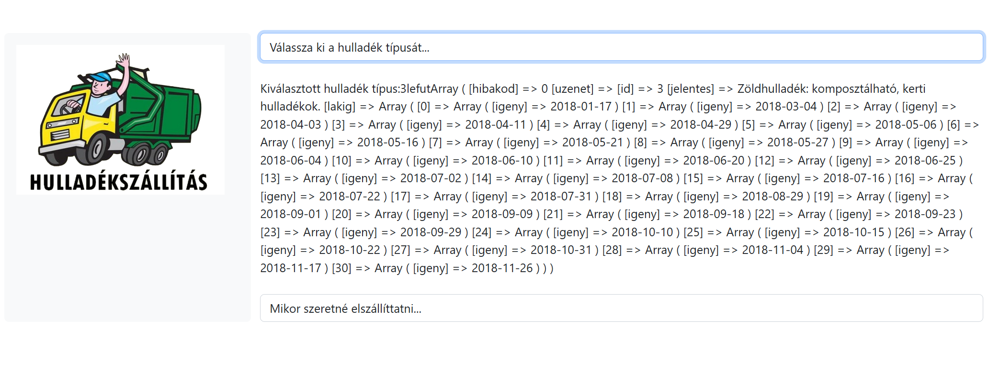 HULLADÉKSZÁLLÍTÁS
Válassza ki a hulladék típusát...
Kiválasztott hulladék típus:3lefutArray ( [hibakod] => 0 [uzenet] => [id] => 3 [jelentes] => Zöldhulladék: komposztálható, kerti
hulladékok. [lakig] => Array ( [0] => Array ( [igeny] => 2018-01-17 ) [1] => Array ( [igeny] => 2018-03-04 ) [2] => Array ( [igeny] =>
2018-04-03 ) [3] => Array ( [igeny] => 2018-04-11 ) [4] => Array ( [igeny] => 2018-04-29 ) [5] => Array ( [igeny] => 2018-05-06 ) [6] =>
Array ( [igeny] => 2018-05-16 ) [7] => Array ( [igeny] => 2018-05-21 ) [8] => Array ( [igeny] => 2018-05-27 ) [9] => Array ( [igeny] =>
2018-06-04 ) [10] => Array ( [igeny] => 2018-06-10 ) [11] => Array ( [igeny] => 2018-06-20 ) [12] => Array ( [igeny] => 2018-06-25 )
[13] => Array ( [igeny] => 2018-07-02 ) [14] => Array ( [igeny] => 2018-07-08 ) [15] => Array ( [igeny] => 2018-07-16 ) [16] => Array (
[igeny] => 2018-07-22 ) [17] => Array ( [igeny] => 2018-07-31 ) [18] => Array ( [igeny] => 2018-08-29 ) [19] => Array ( [igeny] =>
2018-09-01 ) [20] => Array ( [igeny] => 2018-09-09 ) [21] => Array ( [igeny] => 2018-09-18 ) [22] => Array ( [igeny] => 2018-09-23 )
[23] => Array ( [igeny] => 2018-09-29 ) [24] => Array ( [igeny] => 2018-10-10 ) [25] => Array ( [igeny] => 2018-10-15 ) [26] => Array (
[igeny] => 2018-10-22 ) [27] => Array ( [igeny] => 2018-10-31 ) [28] => Array ( [igeny] => 2018-11-04 ) [29] => Array ( [igeny] =>
2018-11-17 ) [30] => Array ( [igeny] => 2018-11-26 ) ) )
Mikor szeretné elszállíttatni...